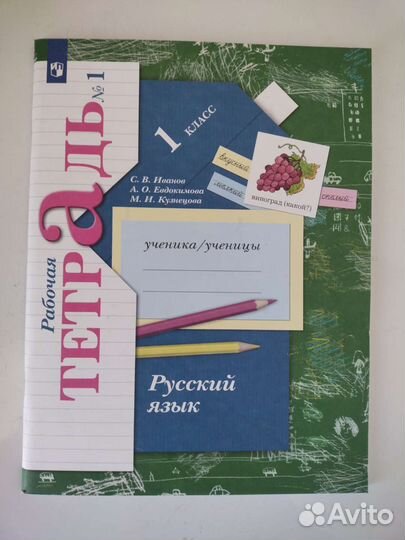 Рабочая
ТЕТРАДЬ № 1
1 КЛАСС
С. В. Иванов
А. О. Евдокимова
М. И. Кузнецова
вкусный
спелый
виноград (какой?)
ученика/ученицы
Русский
язык
Avito